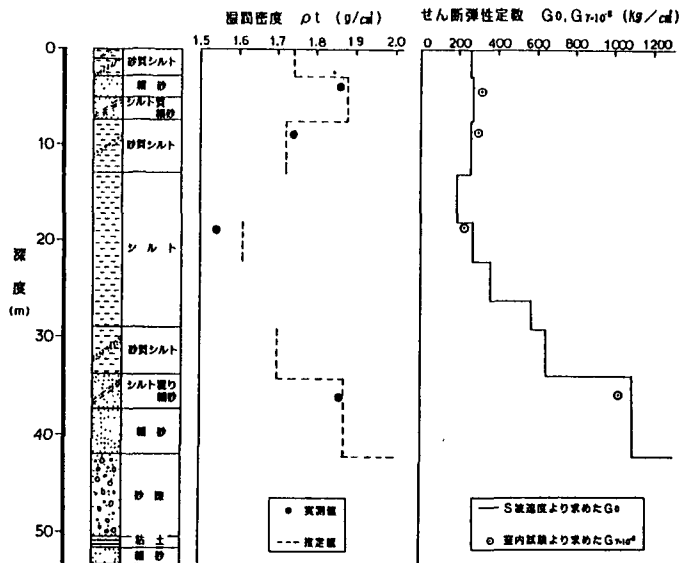 湿潤密度 ρt (g/c㎥)
せん断弾性定数 G0, Gγ=10⁻⁶ (Kg/c㎡)
1.5 1.6 1.7 1.8 1.9 2.0
0 200 400 600 800 1000 1200
0
10
20
30
40
50
深
度
(m)
砂質シルト
細砂
シルト質
細砂
砂質シルト
シルト
砂質シルト
シルト混り
細砂
細砂
砂礫
粘土
細砂
● 実測値
--- 推定値
— S波速度より求めたG0
⊙ 室内試験より求めたGγ=10⁻⁶